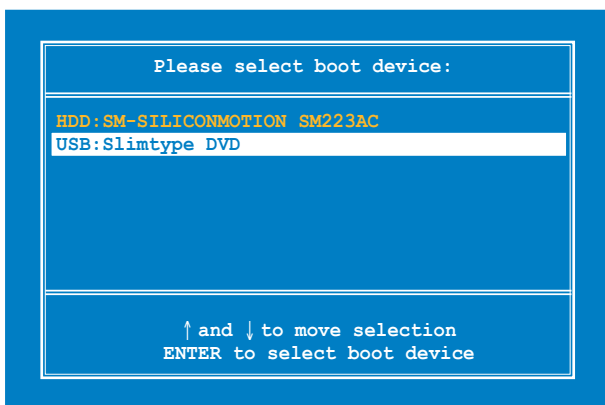 Please select boot device:
HDD:SM-SILICONMOTION SM223AC
USB:Slimtype DVD
↑ and ↓ to move selection
ENTER to select boot device